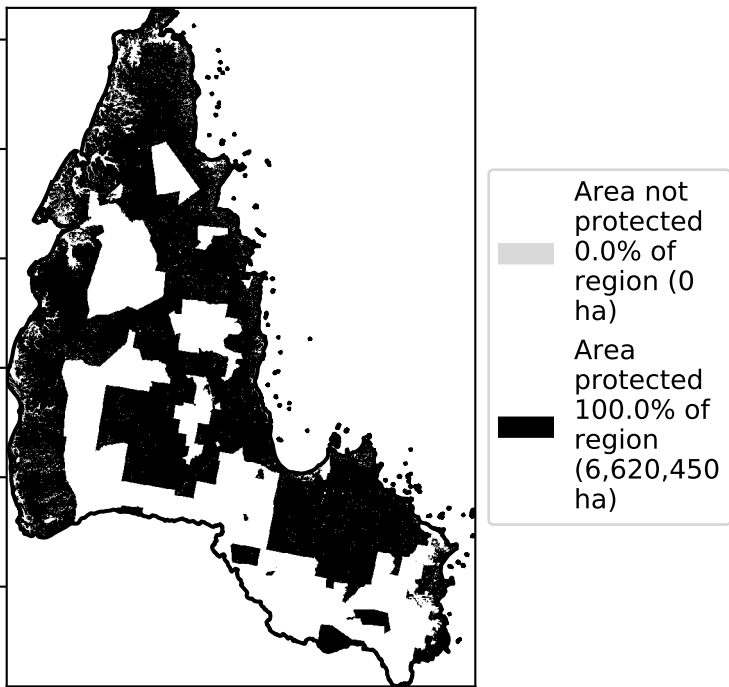 Area not
protected
0.0% of
region (0
ha)
Area
protected
100.0% of
region
(6,620,450
ha)